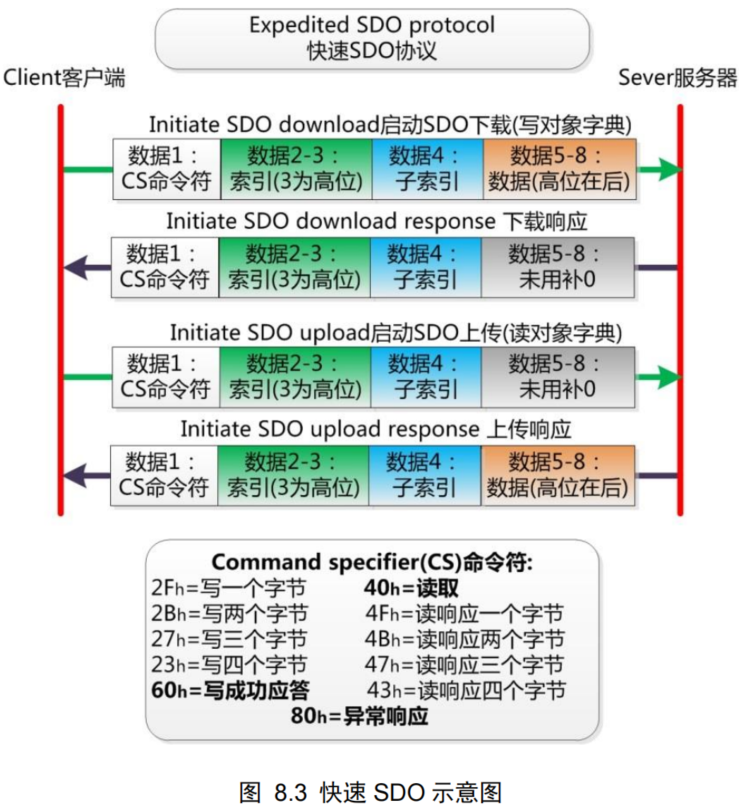 Expedited SDO protocol
快速SDO协议
Client客户端
Sever服务器
Initiate SDO download启动SDO下载(写对象字典)
数据1：
CS命令符
数据2-3：
索引(3为高位)
数据4：
子索引
数据5-8：
数据(高位在后)
Initiate SDO download response 下载响应
数据1：
CS命令符
数据2-3：
索引(3为高位)
数据4：
子索引
数据5-8：
未用补0
Initiate SDO upload启动SDO上传(读对象字典)
数据1：
CS命令符
数据2-3：
索引(3为高位)
数据4：
子索引
数据5-8：
未用补0
Initiate SDO upload response 上传响应
数据1：
CS命令符
数据2-3：
索引(3为高位)
数据4：
子索引
数据5-8：
数据(高位在后)
Command specifier(CS)命令符:
2Fh=写一个字节
40h=读取
2Bh=写两个字节
4Fh=读响应一个字节
27h=写三个字节
4Bh=读响应两个字节
23h=写四个字节
47h=读响应三个字节
60h=写成功应答
43h=读响应四个字节
80h=异常响应
图 8.3 快速 SDO 示意图